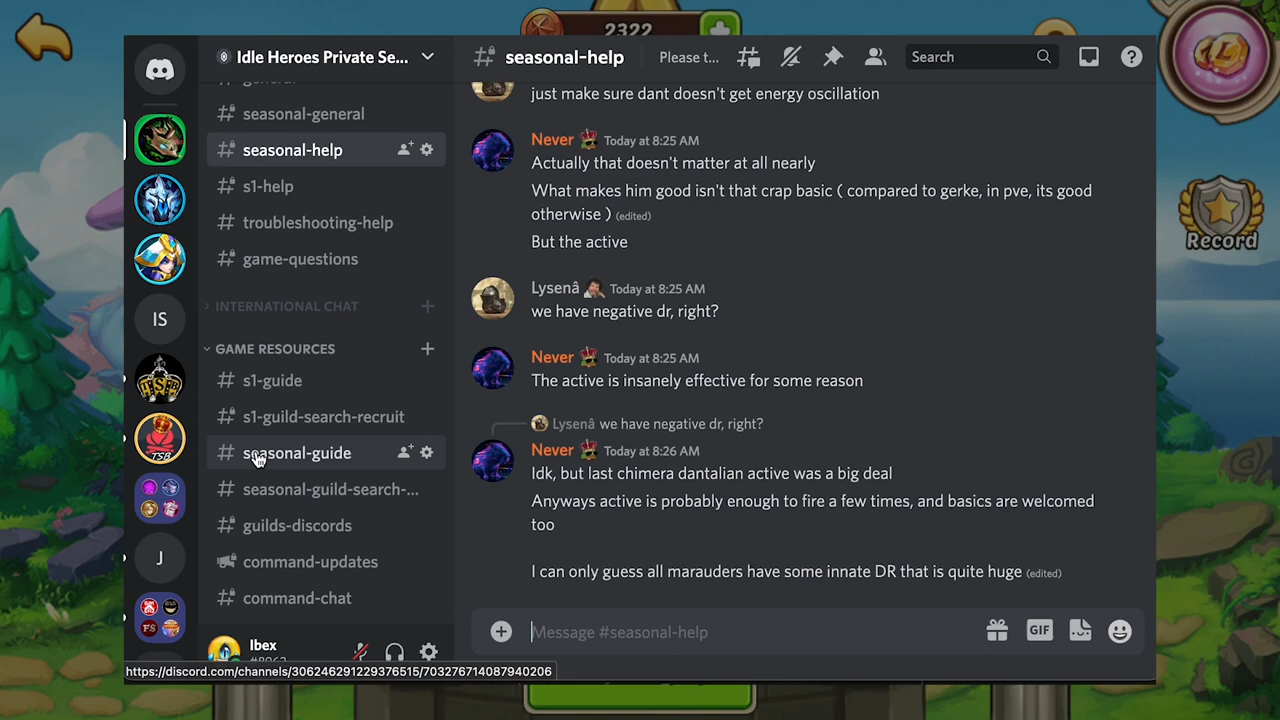 2322
Idle Heroes Private Se...
general
seasonal-general
seasonal-help
s1-help
troubleshooting-help
game-questions
INTERNATIONAL CHAT
GAME RESOURCES
s1-guide
s1-guild-search-recruit
seasonal-guide
seasonal-guild-search-...
guilds-discords
command-updates
command-chat
IS
TSB
J
Ibex
https://discord.com/channels/306246291229376515/703276714087940206
seasonal-help
Please t...
Search
just make sure dant doesn't get energy oscillation
Never Today at 8:25 AM
Actually that doesn't matter at all nearly
What makes him good isn't that crap basic ( compared to gerke, in pve, its good
otherwise ) (edited)
But the active
Lysenâ Today at 8:25 AM
we have negative dr, right?
Never Today at 8:25 AM
The active is insanely effective for some reason
Lysenâ we have negative dr, right?
Never Today at 8:26 AM
Idk, but last chimera dantalian active was a big deal
Anyways active is probably enough to fire a few times, and basics are welcomed
too
I can only guess all marauders have some innate DR that is quite huge (edited)
Message #seasonal-help
GIF
Record